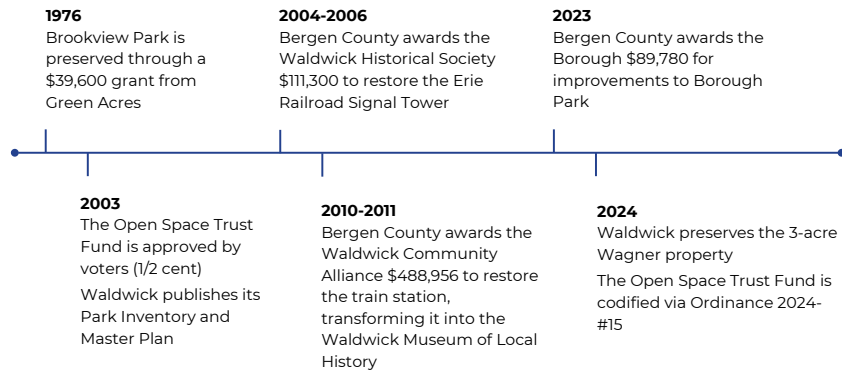 1976
Brookview Park is
preserved through a
$39,600 grant from
Green Acres
2004-2006
Bergen County awards the
Waldwick Historical Society
$111,300 to restore the Erie
Railroad Signal Tower
2023
Bergen County awards the
Borough $89,780 for
improvements to Borough
Park
2003
The Open Space Trust
Fund is approved by
voters (1/2 cent)
Waldwick publishes its
Park Inventory and
Master Plan
2010-2011
Bergen County awards the
Waldwick Community
Alliance $488,956 to restore
the train station,
transforming it into the
Waldwick Museum of Local
History
2024
Waldwick preserves the 3-acre
Wagner property
The Open Space Trust Fund is
codified via Ordinance 2024-
#15